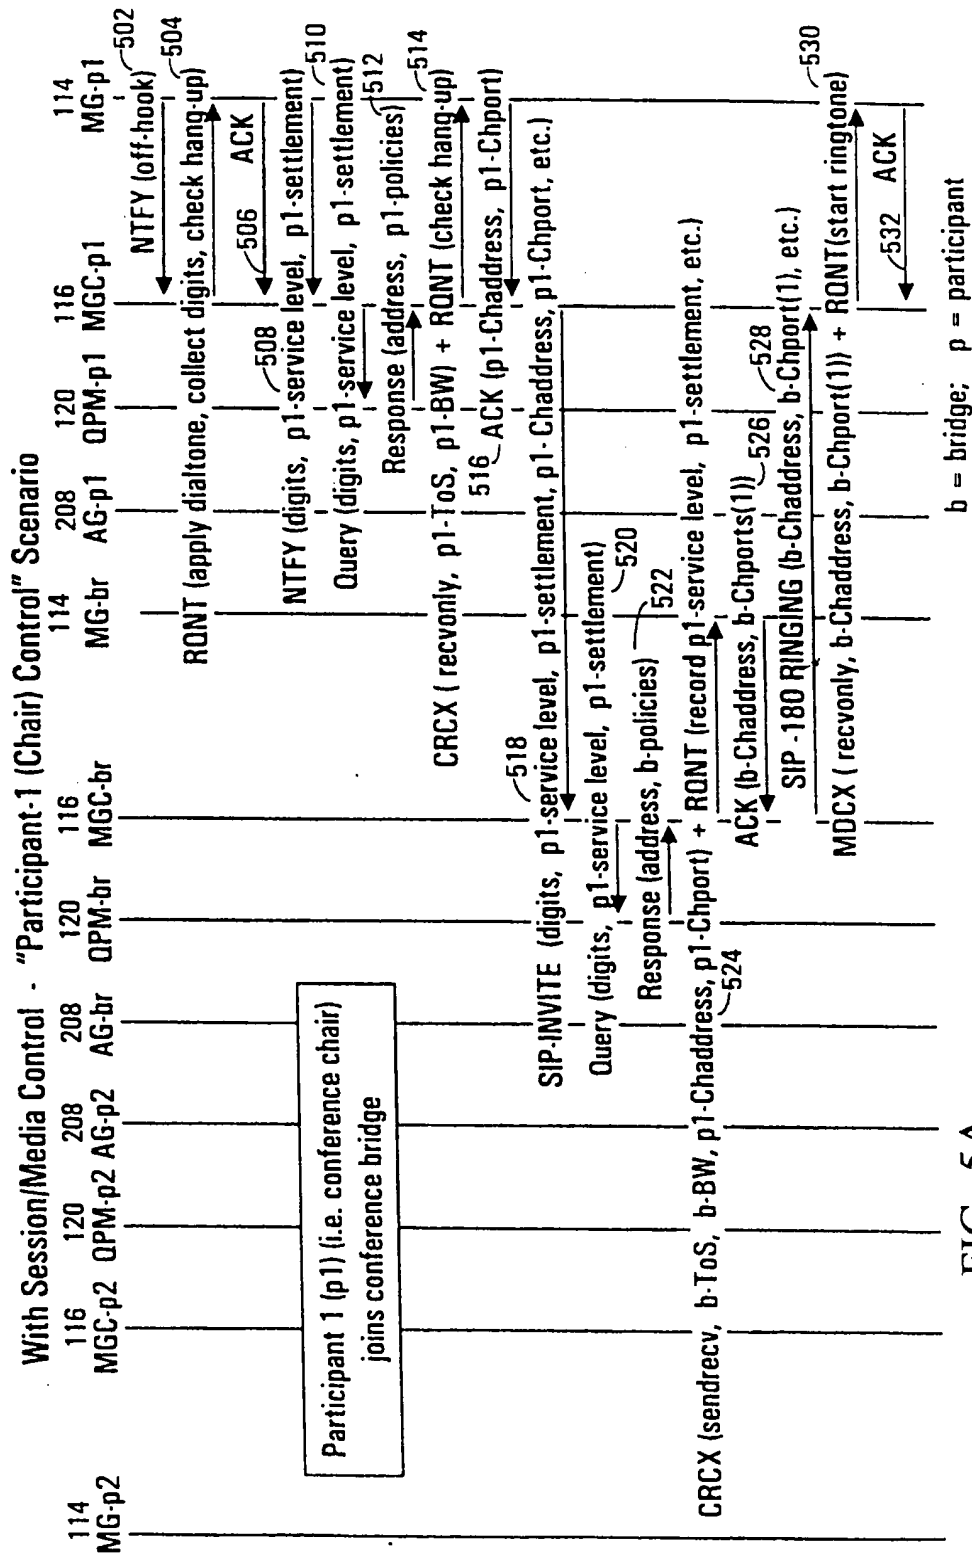 With Session/Media Control - "Participant-1 (Chair) Control" Scenario
114 116 120 208 208 120 116 114 208 120 116 114
MG-p2 MGC-p2 QPM-p2 AG-p2 AG-br QPM-br MGC-br MG-br AG-p1 QPM-p1 MGC-p1 MG-p1
NTFY (off-hook) 502
RQNT (apply dialtone, collect digits, check hang-up) 504
506 ACK
508 NTFY (digits, p1-service level, p1-settlement)
Query (digits, p1-service level, p1-settlement) 510
Response (address, p1-policies) 512
CRCX ( recvonly, p1-ToS, p1-BW) + RQNT (check hang-up) 514
516 ACK (p1-Chaddress, p1-Chport)
Participant 1 (p1) (i.e. conference chair)
joins conference bridge
SIP-INVITE (digits, p1-service level, p1-settlement, p1- Chaddress, p1-Chport, etc.)
518
Query (digits, p1-service level, p1-settlement) 520
Response (address, b-policies) 522
CRCX (sendrecv, b-ToS, b-BW, p1-Chaddress, p1-Chport) + RQNT (record p1-service level, p1-settlement, etc.)
524
ACK (b-Chaddress, b-Chports(1)) 526
SIP -180 RINGING (b-Chaddress, b-Chport(1), etc.)
528
MDCX ( recvonly, b-Chaddress, b-Chport(1)) + RQNT(start ringtone) 530
532 ACK
b = bridge; p = participant
FIG. 5A